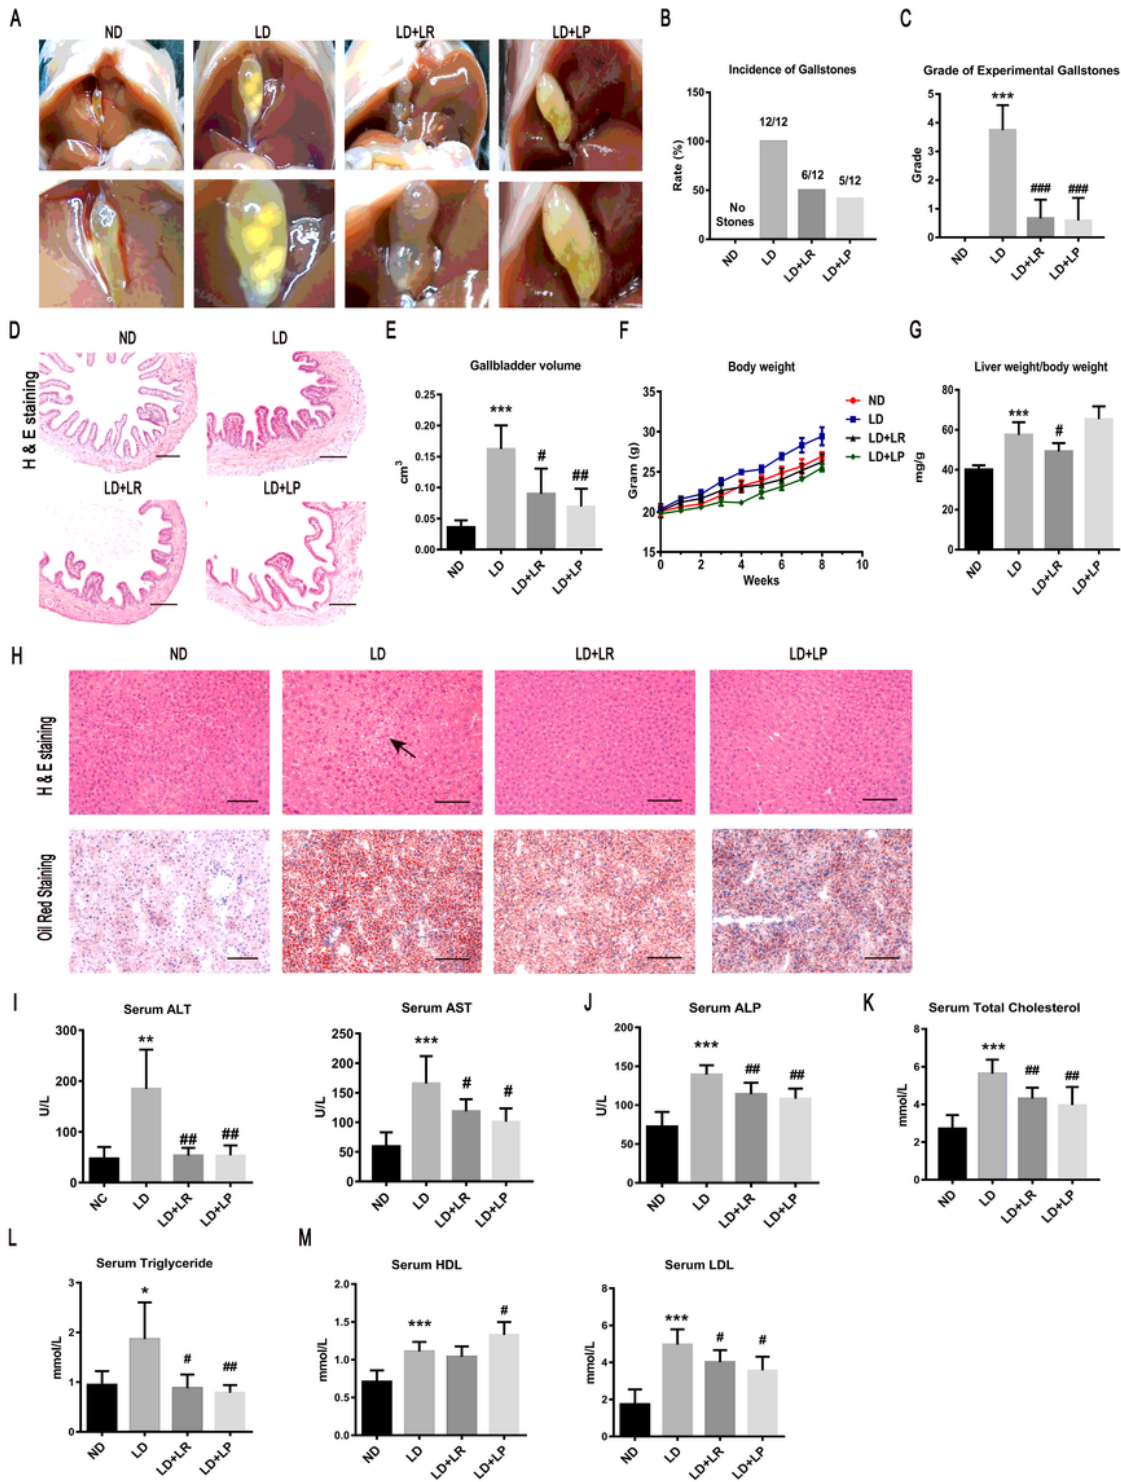 A
ND
LD
LD+LR
LD+LP
B
Incidence of Gallstones
Rate (%)
150
100
50
0
No
Stones
12/12
6/12
5/12
ND
LD
LD+LR
LD+LP
C
Grade of Experimental Gallstones
Grade
5
4
3
2
1
0
***
###
###
ND
LD
LD+LR
LD+LP
D
H & E staining
ND
LD
LD+LR
LD+LP
E
Gallbladder volume
cm3
0.25
0.20
0.15
0.10
0.05
0.00
***
#
##
ND
LD
LD+LR
LD+LP
F
Body weight
Gram (g)
35
30
25
20
15
0
2
4
6
8
10
Weeks
ND
LD
LD+LR
LD+LP
G
Liver weight/body weight
mg/g
80
60
40
20
0
***
#
ND
LD
LD+LR
LD+LP
H
ND
LD
LD+LR
LD+LP
H & E staining
Oil Red Staining
I
Serum ALT
U/L
300
200
100
0
**
##
##
NC
LD
LD+LR
LD+LP
Serum AST
U/L
250
200
150
100
50
0
***
#
#
ND
LD
LD+LR
LD+LP
J
Serum ALP
U/L
200
150
100
50
0
***
##
##
ND
LD
LD+LR
LD+LP
K
Serum Total Cholesterol
mmol/L
8
6
4
2
0
***
##
##
ND
LD
LD+LR
LD+LP
L
Serum Triglyceride
mmol/L
3
2
1
0
*
#
##
ND
LD
LD+LR
LD+LP
M
Serum HDL
mmol/L
2.0
1.5
1.0
0.5
0.0
***
#
ND
LD
LD+LR
LD+LP
Serum LDL
mmol/L
8
6
4
2
0
***
#
#
ND
LD
LD+LR
LD+LP